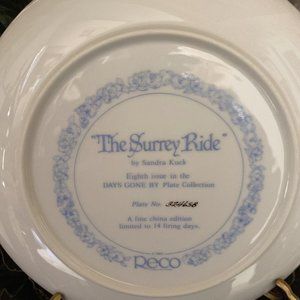 "The Surrey Ride"
by Sandra Kuck
Eighth issue in the
DAYS GONE BY Plate Collection
Plate No.
A fine china edition
limited to 14 firing days.
Reco